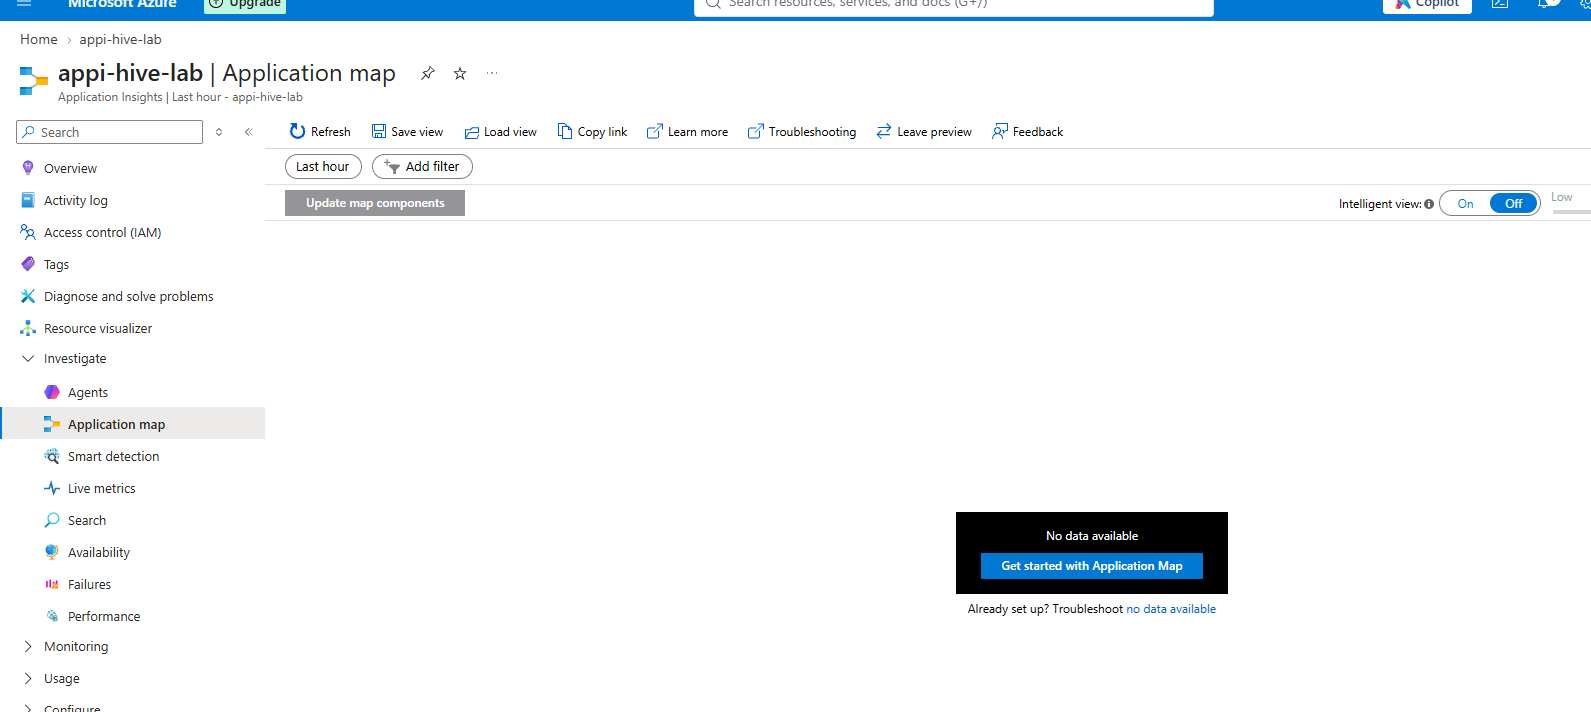 Microsoft Azure
Upgrade
Search resources, services, and docs (G+/)
Copilot
Home > appi-hive-lab
appi-hive-lab | Application map
Application Insights | Last hour - appi-hive-lab
Search
Refresh
Save view
Load view
Copy link
Learn more
Troubleshooting
Leave preview
Feedback
Last hour
Add filter
Update map components
Intelligent view:
On
Off
Low
Overview
Activity log
Access control (IAM)
Tags
Diagnose and solve problems
Resource visualizer
Investigate
Agents
Application map
Smart detection
Live metrics
Search
Availability
Failures
Performance
Monitoring
Usage
Configure
No data available
Get started with Application Map
Already set up? Troubleshoot no data available